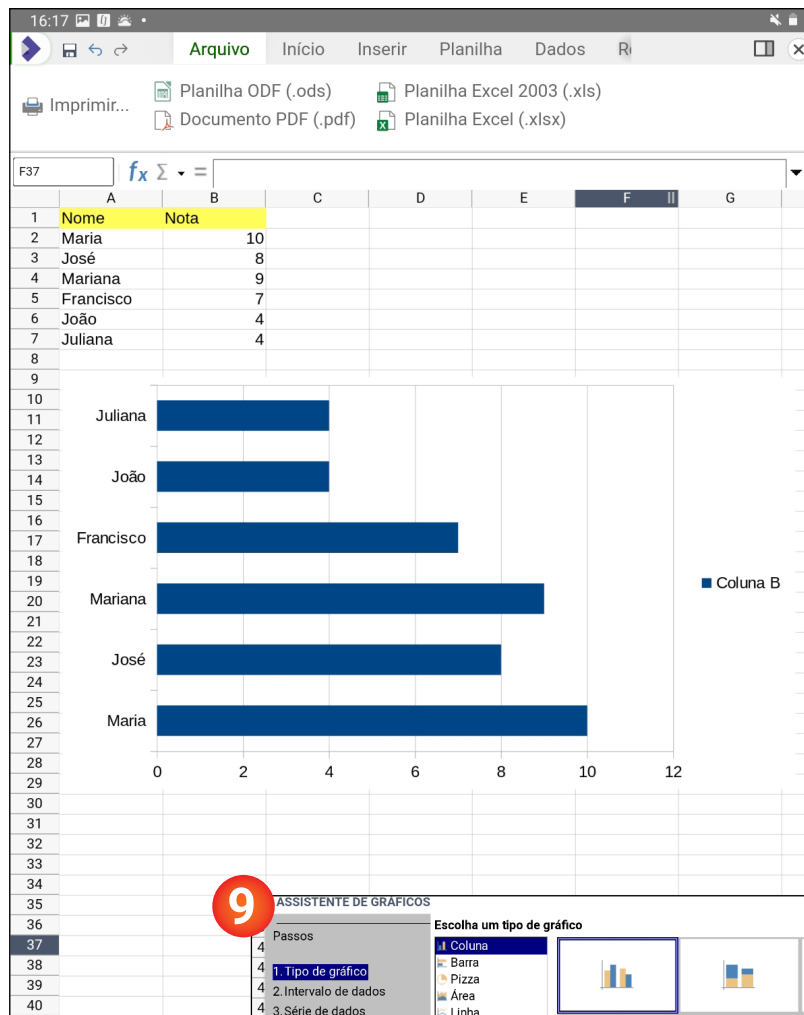 16:17
Arquivo Início Inserir Planilha Dados
Imprimir...
Planilha ODF (.ods) Planilha Excel 2003 (.xls)
Documento PDF (.pdf) Planilha Excel (.xlsx)
F37 fx Σ =
A B C D E F G
1 Nome Nota
2 Maria 10
3 José 8
4 Mariana 9
5 Francisco 7
6 João 4
7 Juliana 4
8
9
10
11
12
13
14
15
16
17
18
19
20
21
22
23
24
25
26
27
28
29
30
31
32
33
34
35
36
37
38
39
40
Juliana
João
Francisco
Mariana
José
Maria
0 2 4 6 8 10 12
Coluna B
9
ASSISTENTE DE GRÁFICOS
Passos
1.Tipo de gráfico
2.Intervalo de dados
3.Série de dados
Escolha um tipo de gráfico
Coluna
Barra
Pizza
Área
Linha